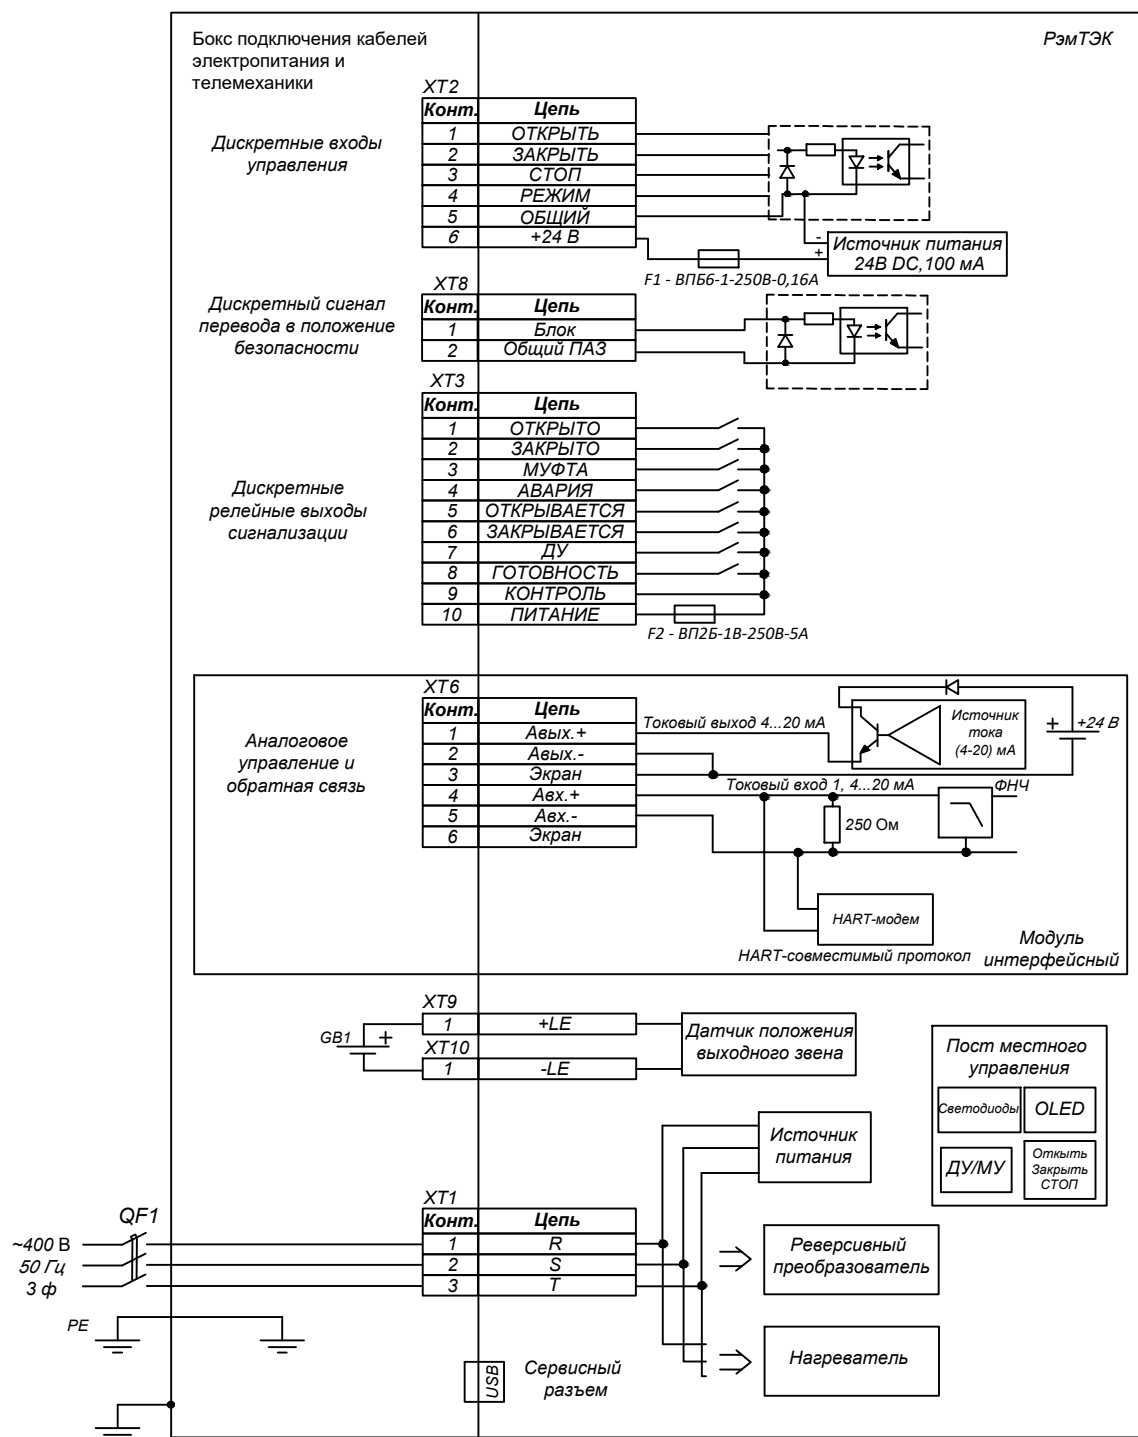 Бокс подключения кабелей
электропитания и
телемеханики
РэмТЭК
Дискретные входы
управления
XT2
Конт. Цепь
1 ОТКРЫТЬ
2 ЗАКРЫТЬ
3 СТОП
4 РЕЖИМ
5 ОБЩИЙ
6 +24 В
-
+
Источник питания
24В DC,100 мА
F1 - ВПБ6-1-250В-0,16А
Дискретный сигнал
перевода в положение
безопасности
XT8
Конт. Цепь
1 Блок
2 Общий ПАЗ
Дискретные
релейные выходы
сигнализации
XT3
Конт. Цепь
1 ОТКРЫТО
2 ЗАКРЫТО
3 МУФТА
4 АВАРИЯ
5 ОТКРЫВАЕТСЯ
6 ЗАКРЫВАЕТСЯ
7 ДУ
8 ГОТОВНОСТЬ
9 КОНТРОЛЬ
10 ПИТАНИЕ
F2 - ВП2Б-1В-250В-5А
Аналоговое
управление и
обратная связь
XT6
Конт. Цепь
1 Авых.+
2 Авых.-
3 Экран
4 Авх.+
5 Авх.-
6 Экран
Токовый выход 4...20 мА
Источник
тока
(4-20) мА
+ +24 В
Токовый вход 1, 4...20 мА
ФНЧ
250 Ом
HART-модем
HART-совместимый протокол
Модуль
интерфейсный
GB1 +
XT9
1 +LE
XT10
1 -LE
Датчик положения
выходного звена
Пост местного
управления
Светодиоды
OLED
ДУ/МУ
Откыть
Закрыть
СТОП
Источник
питания
QF1
~400 В
50 Гц
3 ф
XT1
Конт. Цепь
1 R
2 S
3 T
Реверсивный
преобразователь
PE
Нагреватель
USB
Сервисный
разъем